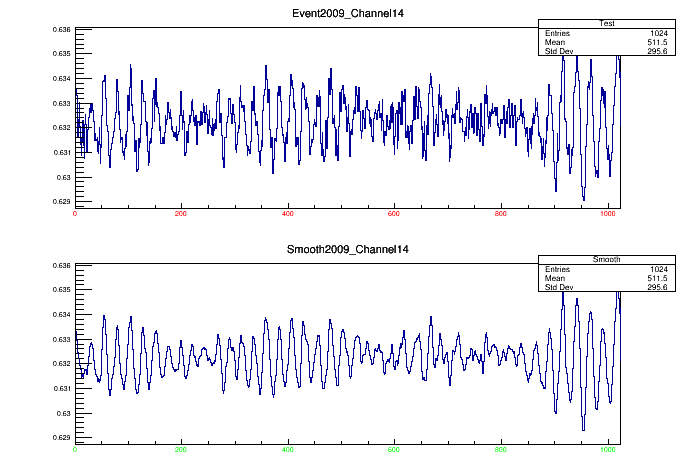 Event2009_Channel14
Test
Entries 1024
Mean 511.5
Std Dev 295.6
0.636
0.635
0.634
0.633
0.632
0.631
0.63
0.629
0 200 400 600 800 1000
Smooth2009_Channel14
Smooth
Entries 1024
Mean 511.5
Std Dev 295.6
0.636
0.635
0.634
0.633
0.632
0.631
0.63
0.629
0 200 400 600 800 1000